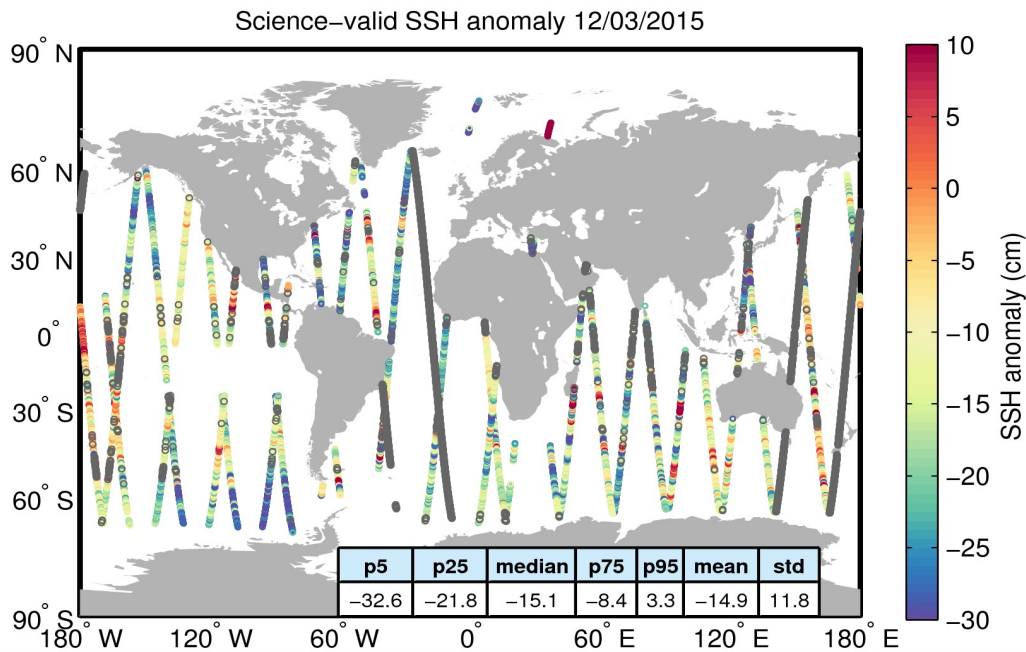 Science−valid SSH anomaly 12/03/2015
90° N
60° N
30° N
0°
30° S
60° S
90° S
180° W
120° W
60° W
0°
60° E
120° E
180° E
p5 p25 median p75 p95 mean std
−32.6 −21.8 −15.1 −8.4 3.3 −14.9 11.8
10
5
0
−5
−10
−15
−20
−25
−30
SSH anomaly (cm)